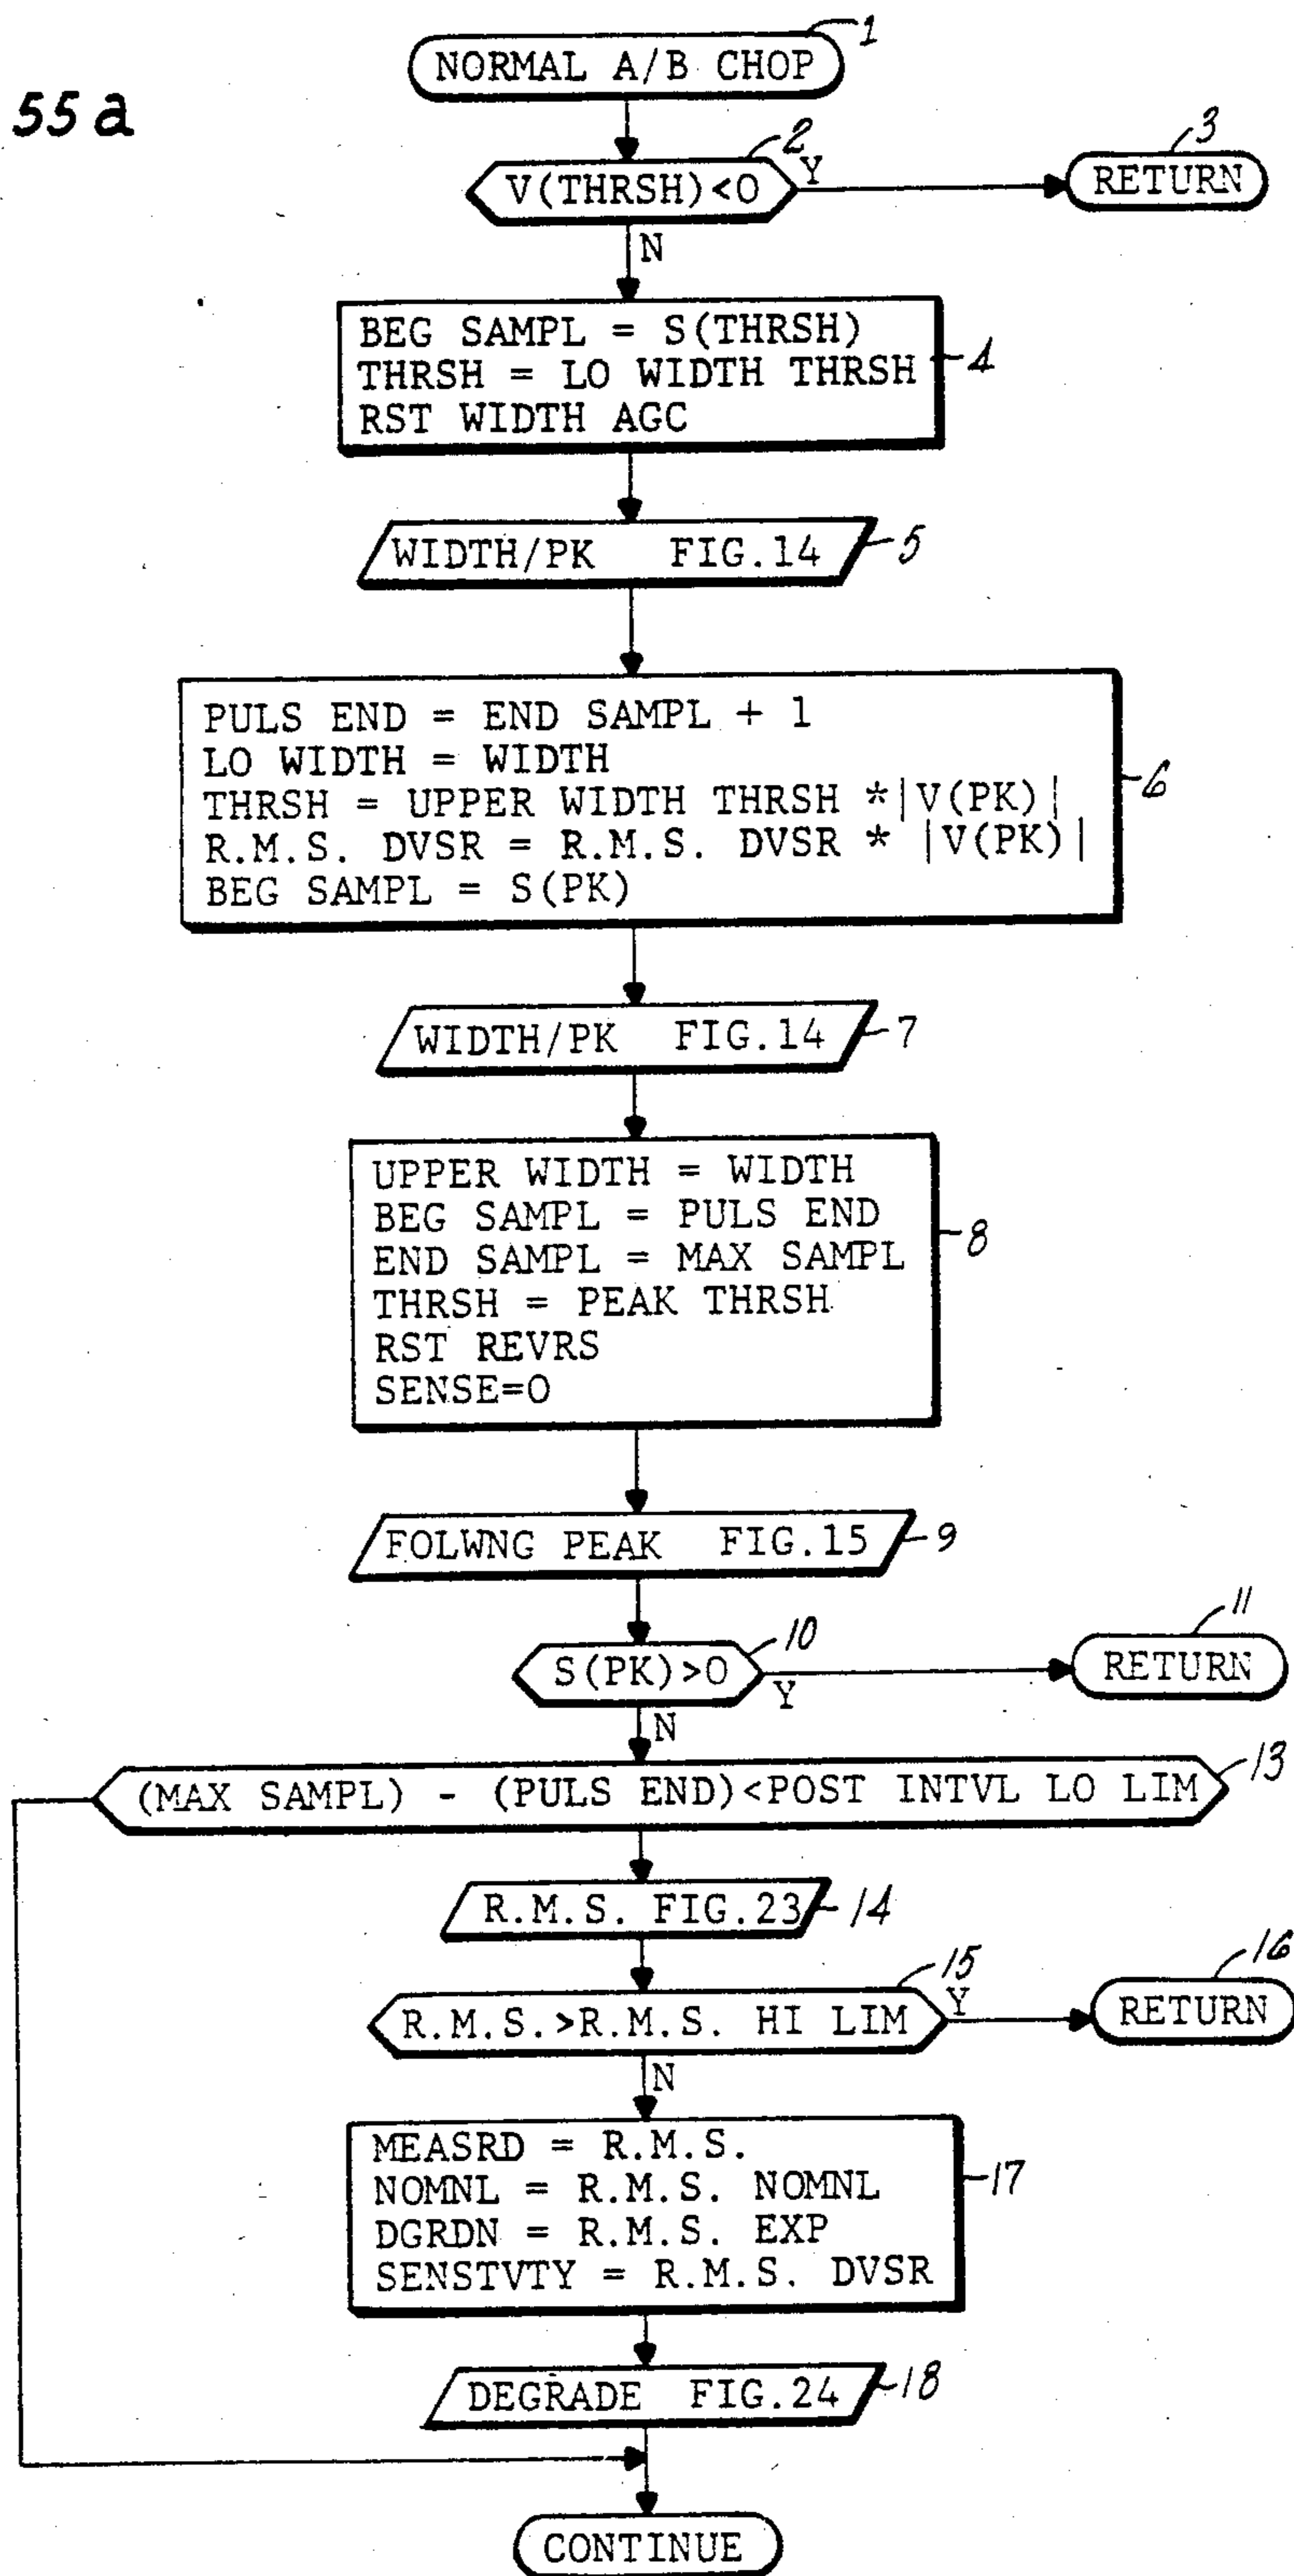 55a
NORMAL A/B CHOP
1
V(THRSH)<0
2
Y
RETURN
3
N
BEG SAMPL = S(THRSH)
THRSH = LO WIDTH THRSH
RST WIDTH AGC
4
WIDTH/PK FIG.14
5
PULS END = END SAMPL + 1
LO WIDTH = WIDTH
THRSH = UPPER WIDTH THRSH *|V(PK)|
R.M.S. DVSR = R.M.S. DVSR * |V(PK)|
BEG SAMPL = S(PK)
6
WIDTH/PK FIG.14
7
UPPER WIDTH = WIDTH
BEG SAMPL = PULS END
END SAMPL = MAX SAMPL
THRSH = PEAK THRSH
RST REVRS
SENSE=0
8
FOLWNG PEAK FIG.15
9
S(PK)>0
10
Y
RETURN
11
N
(MAX SAMPL) - (PULS END)<POST INTVL LO LIM
13
R.M.S. FIG.23
14
R.M.S.>R.M.S. HI LIM
15
Y
RETURN
16
N
MEASRD = R.M.S.
NOMNL = R.M.S. NOMNL
DGRDN = R.M.S. EXP
SENSTVTY = R.M.S. DVSR
17
DEGRADE FIG.24
18
CONTINUE